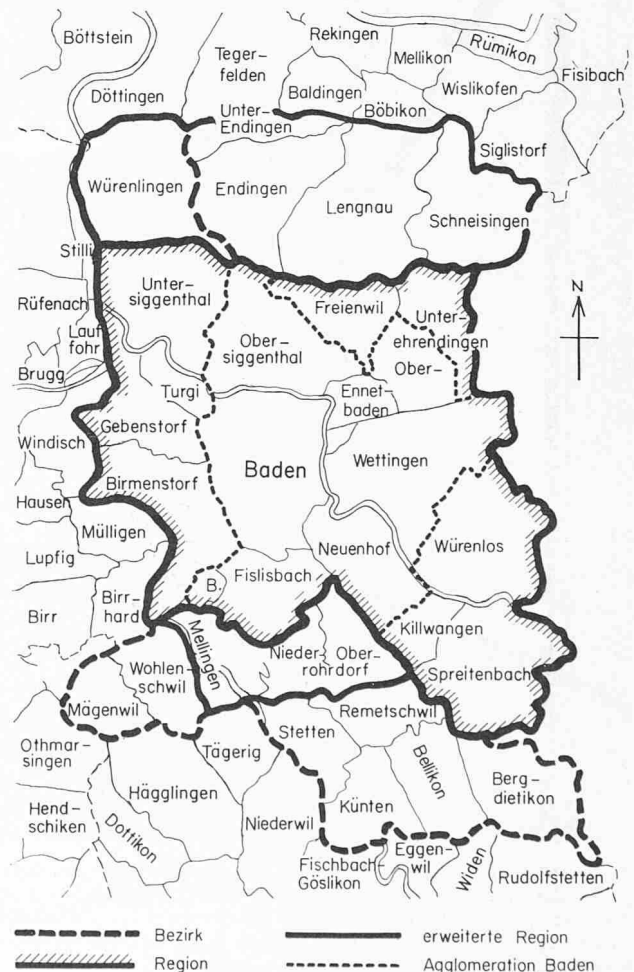 Böttstein
Rekingen
Rümikon
Teger-
felden
Mellikon
Fisibach
Döttingen
Baldingen
Wislikofen
Unter-
Endingen
Böbikon
Siglistorf
Würenlingen
Endingen
Lengnau
Schneisingen
Stilli
Unter-
siggenthal
Rüfenach
Freienwil
Unter-
ehrendingen
N
Lauf-
fohr
Ober-
siggenthal
Ober-
Brugg
Turgi
Ennet-
baden
Gebenstorf
Windisch
Wettingen
Baden
Birmenstorf
Hausen
Mülligen
Neuenhof
Würenlos
Lupfig
B.
Fislisbach
Birr
Birr-
hard
Killwangen
Mellingen
Nieder-
Ober-
rohrdorf
Wohlen-
schwil
Spreitenbach
Mägenwil
Remetschwil
Stetten
Othmar-
singen
Tägerig
Bellikon
Berg-
dietikon
Hägglingen
Künten
Hend-
schiken
Dottikon
Niederwil
Fischbach-
Göslikon
Eggen-
wil
Widen
Rudolfstetten
Bezirk
erweiterte Region
Region
Agglomeration Baden